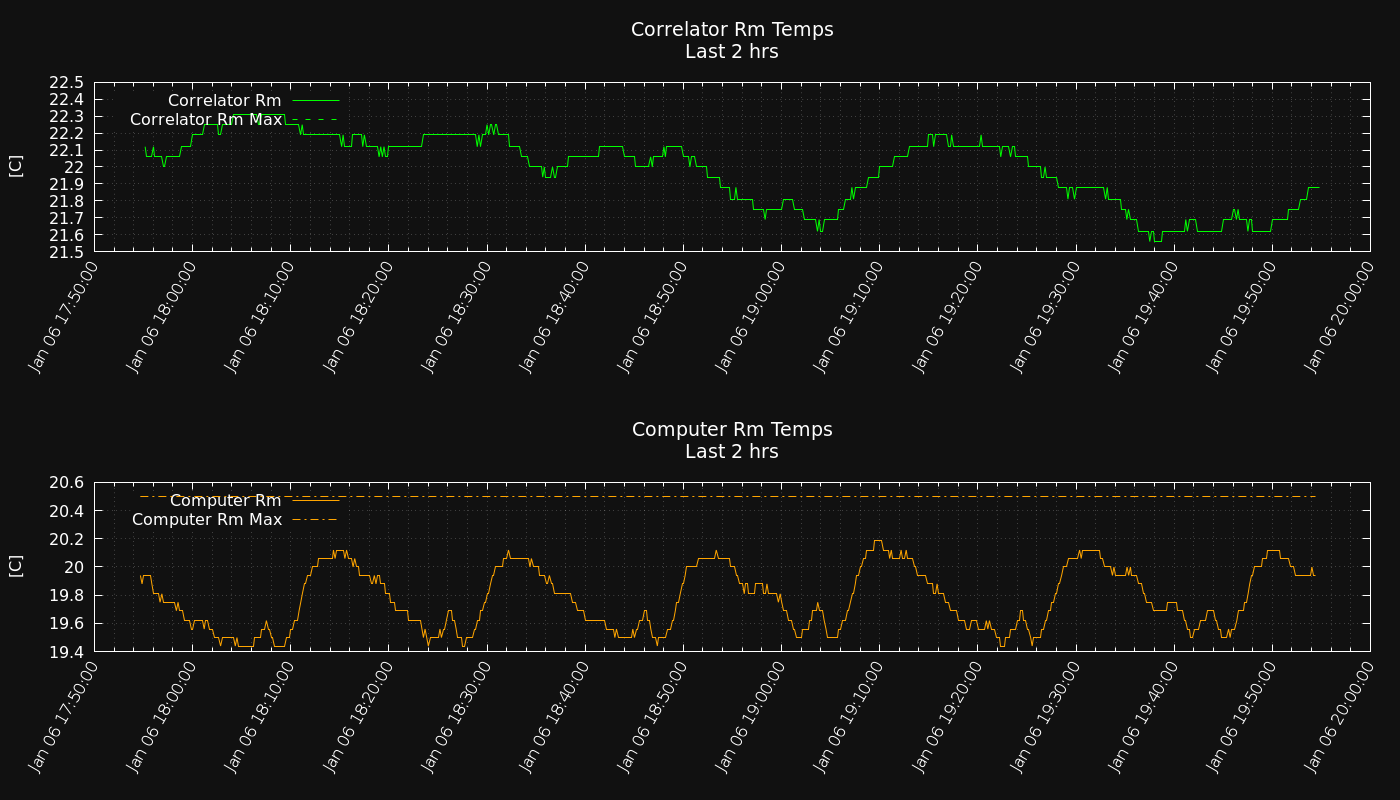 Correlator Rm Temps
Last 2 hrs
22.5
22.4
22.3
22.2
22.1
22
21.9
21.8
21.7
21.6
21.5
[C]
Correlator Rm
Correlator Rm Max
Jan 06 17:50:00
Jan 06 18:00:00
Jan 06 18:10:00
Jan 06 18:20:00
Jan 06 18:30:00
Jan 06 18:40:00
Jan 06 18:50:00
Jan 06 19:00:00
Jan 06 19:10:00
Jan 06 19:20:00
Jan 06 19:30:00
Jan 06 19:40:00
Jan 06 19:50:00
Jan 06 20:00:00
Computer Rm Temps
Last 2 hrs
20.6
20.4
20.2
20
19.8
19.6
19.4
[C]
Computer Rm
Computer Rm Max
Jan 06 17:50:00
Jan 06 18:00:00
Jan 06 18:10:00
Jan 06 18:20:00
Jan 06 18:30:00
Jan 06 18:40:00
Jan 06 18:50:00
Jan 06 19:00:00
Jan 06 19:10:00
Jan 06 19:20:00
Jan 06 19:30:00
Jan 06 19:40:00
Jan 06 19:50:00
Jan 06 20:00:00